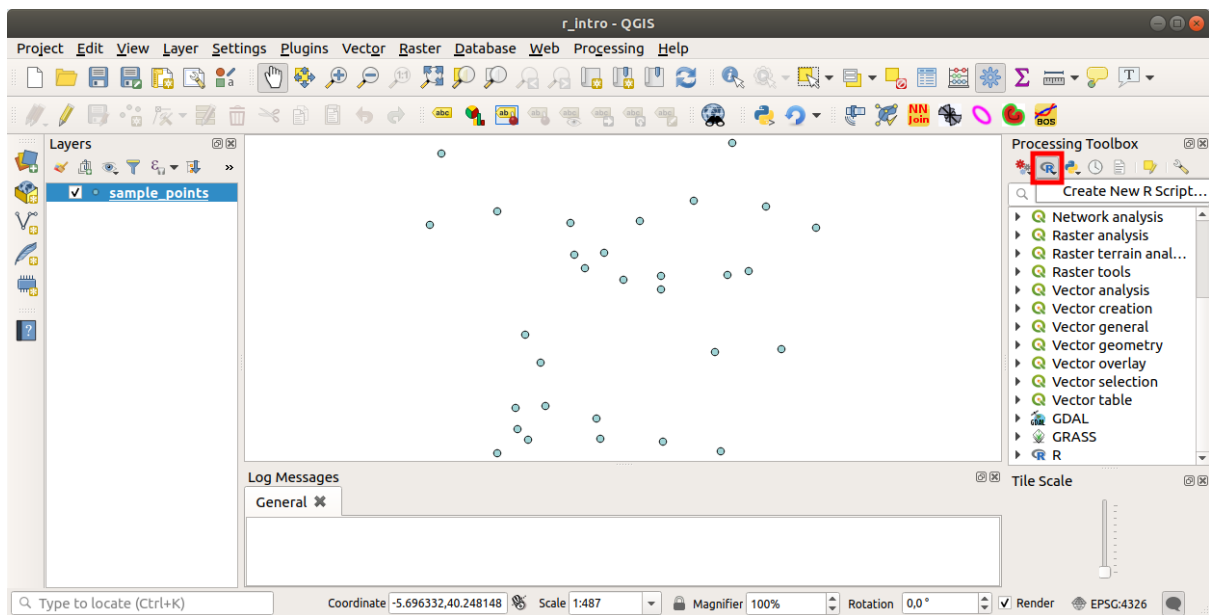 r_intro - QGIS
Project Edit View Layer Settings Plugins Vector Raster Database Web Processing Help
Layers
sample_points
Processing Toolbox
Create New R Script...
Network analysis
Raster analysis
Raster terrain anal...
Raster tools
Vector analysis
Vector creation
Vector general
Vector geometry
Vector overlay
Vector selection
Vector table
GDAL
GRASS
R
Log Messages
General
Tile Scale
Type to locate (Ctrl+K)
Coordinate -5.696332,40.248148 Scale 1:487 Magnifier 100% Rotation 0,0 ° Render EPSG:4326